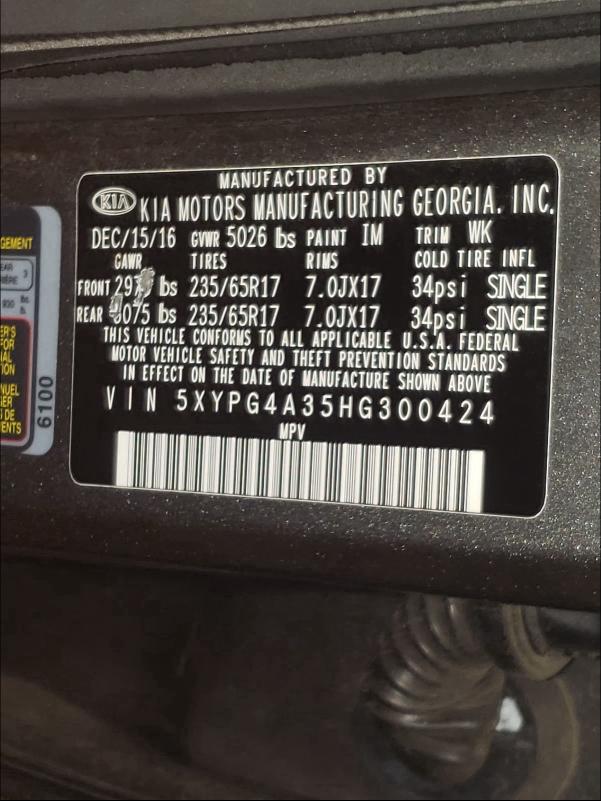 MANUFACTURED BY
KIA KIA MOTORS MANUFACTURING GEORGIA, INC.
DEC/15/16 GVWR 5026 lbs PAINT IM TRIM WK
GAWR TIRES RIMS COLD TIRE INFL
FRONT lbs 235/65R17 7.0JX17 34psi SINGLE
REAR lbs 235/65R17 7.0JX17 34psi SINGLE
THIS VEHICLE CONFORMS TO ALL APPLICABLE U.S.A. FEDERAL
MOTOR VEHICLE SAFETY AND THEFT PREVENTION STANDARDS
IN EFFECT ON THE DATE OF MANUFACTURE SHOWN ABOVE
VIN 5XYPG4A35HG300424
MPV
6100